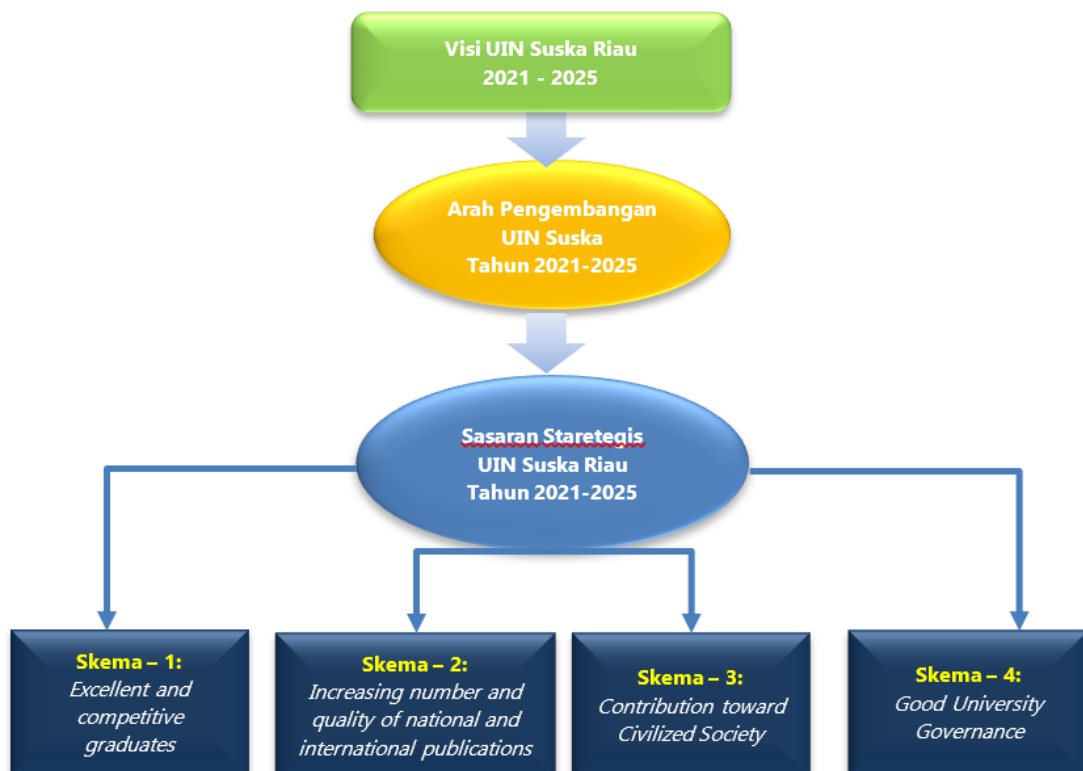 Visi UIN Suska Riau
2021 - 2025
Arah Pengembangan
UIN Suska
Tahun 2021-2025
Sasaran Staretegis
UIN Suska Riau
Tahun 2021-2025
Skema – 1:
Excellent and
competitive
graduates
Skema – 2:
Increasing number and
quality of national and
international publications
Skema – 3:
Contribution toward
Civilized Society
Skema – 4:
Good University
Governance